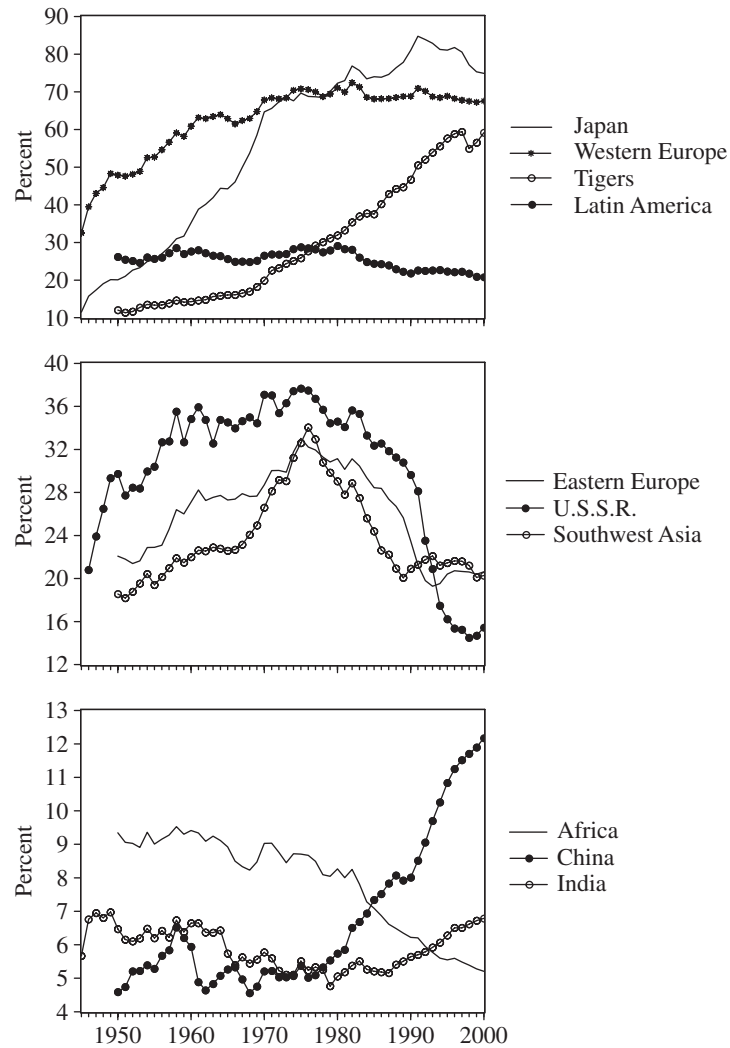 90
80
70
60
50
40
30
20
10
Percent
Japan
Western Europe
Tigers
Latin America
40
36
32
28
24
20
16
12
Percent
Eastern Europe
U.S.S.R.
Southwest Asia
13
12
11
10
9
8
7
6
5
4
Percent
Africa
China
India
1950 1960 1970 1980 1990 2000